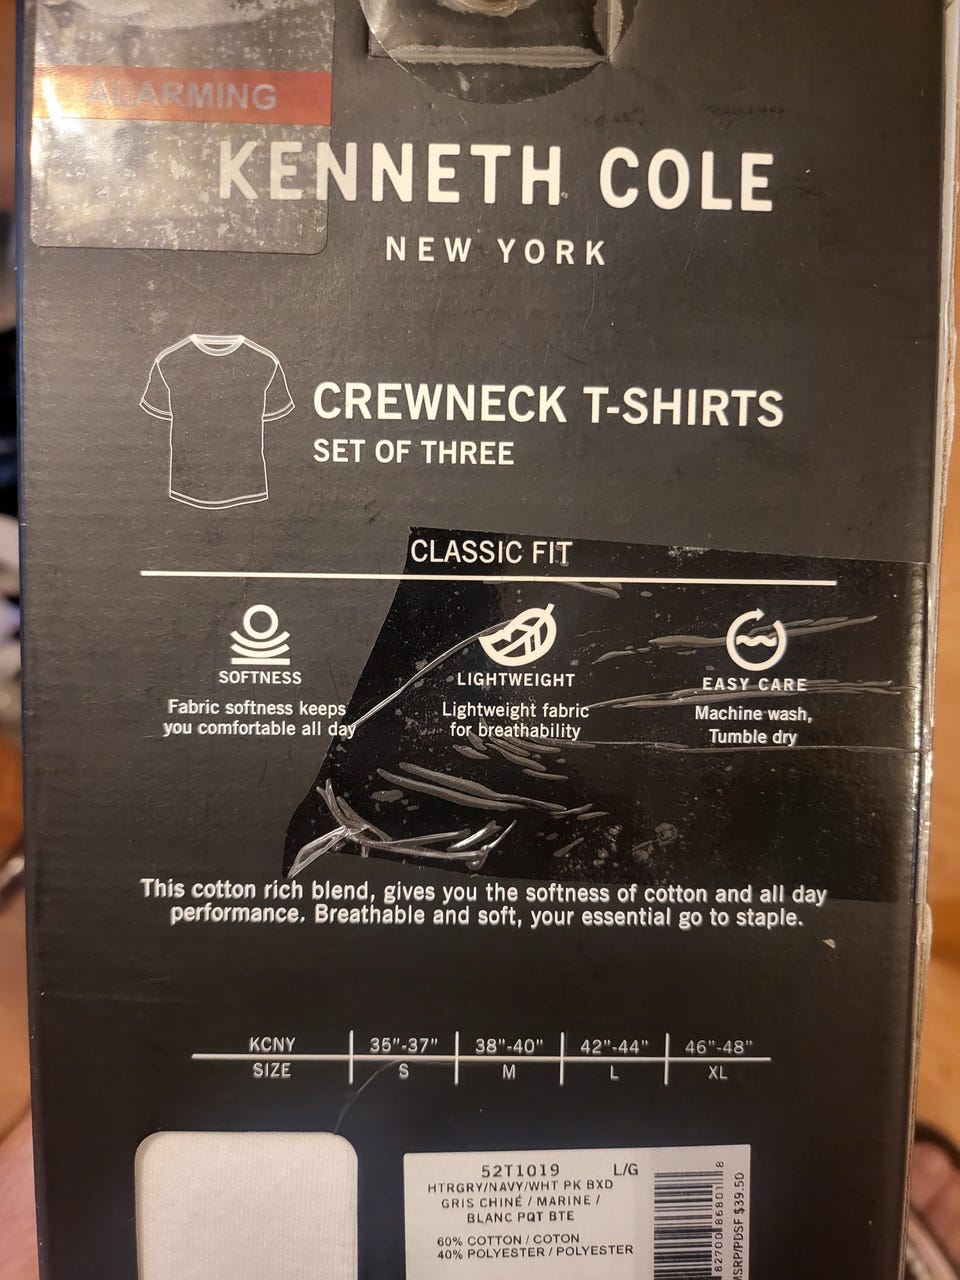 ALARMING
KENNETH COLE
NEW YORK
CREWNECK T-SHIRTS
SET OF THREE
CLASSIC FIT
SOFTNESS
Fabric softness keeps
you comfortable all day
LIGHTWEIGHT
Lightweight fabric
for breathability
EASY CARE
Machine wash,
Tumble dry
This cotton rich blend, gives you the softness of cotton and all day
performance. Breathable and soft, your essential go to staple.
KCNY 35"-37" 38"-40" 42"-44" 46"-48"
SIZE S M L XL
52T1019 L/G
HTRGRY/NAVY/WHT PK BXD
GRIS CHINÉ / MARINE /
BLANC PQT BTE
60% COTTON / COTON
40% POLYESTER / POLYESTER
82700 86801 8
SRP/PDSF $39.50